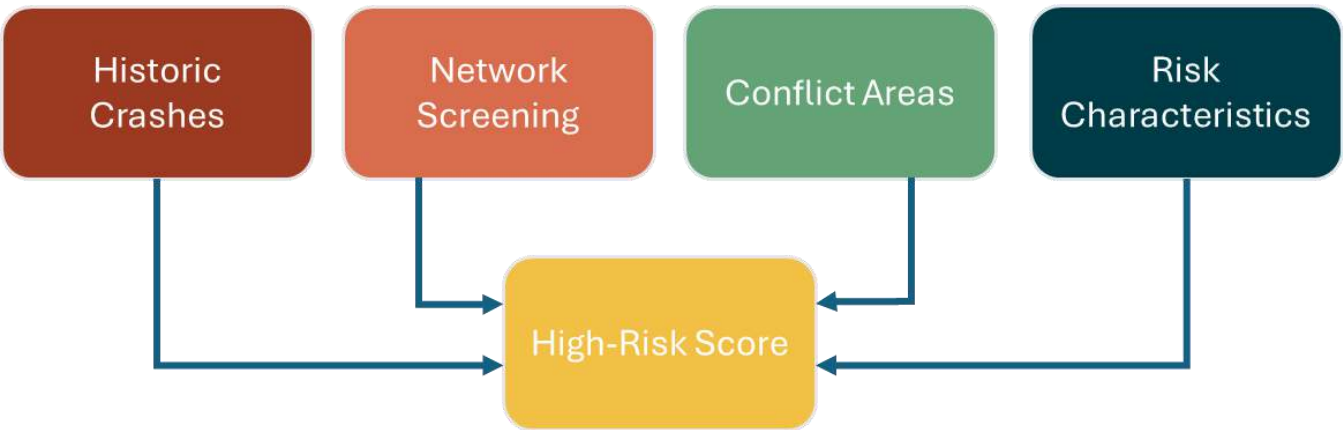 Historic
Crashes
Network
Screening
Conflict Areas
Risk
Characteristics
High-Risk Score